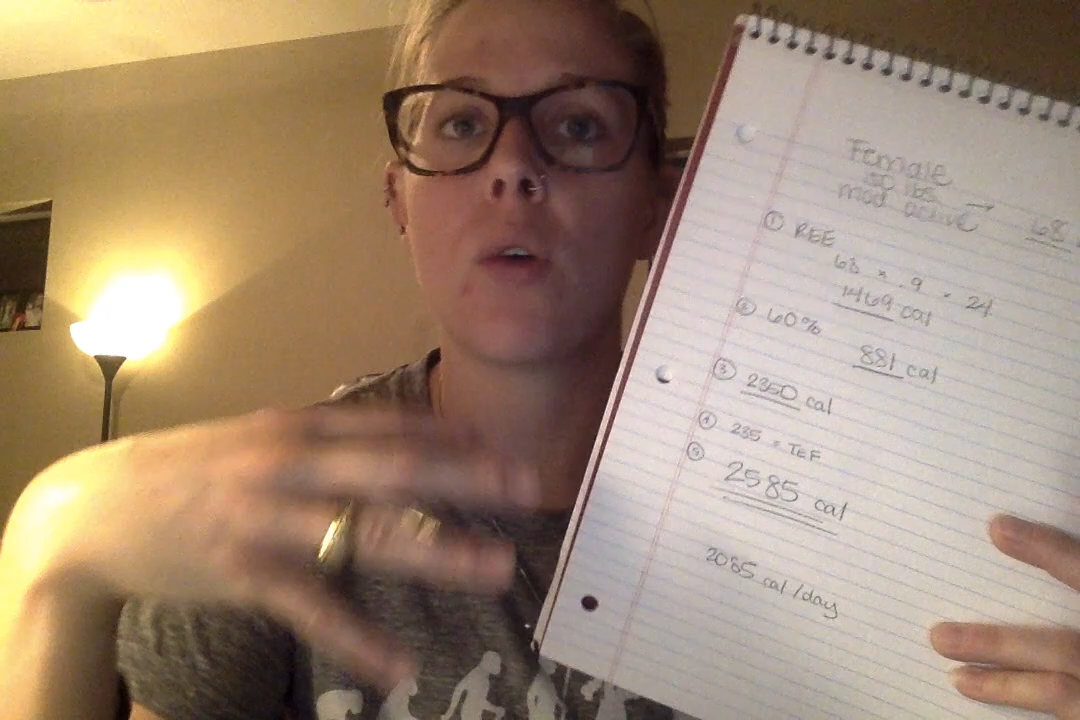 Female
150 lbs → 68
mod active
① REE
68 × .9 × 24
1469 cal
② 60%
881 cal
③ 2350 cal
④ 235 = TEF
⑤ 2585 cal
2085 cal/day